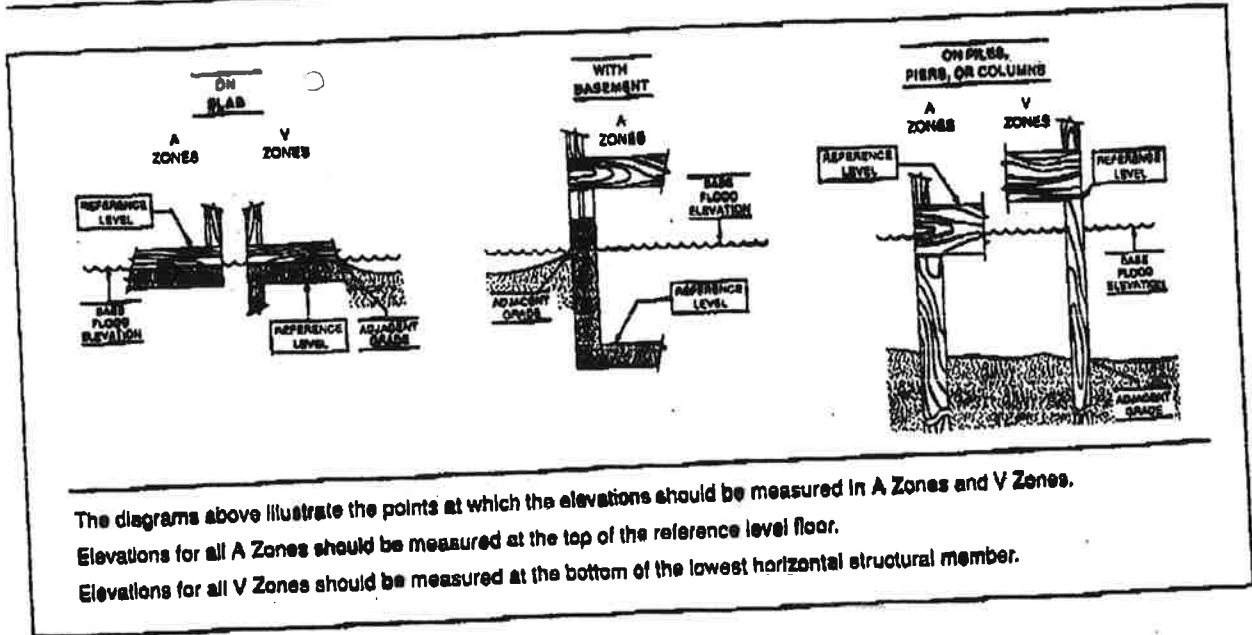 ON
SLAB
A
ZONES
V
ZONES
REFERENCE
LEVEL
BASE
FLOOD
ELEVATION
REFERENCE
LEVEL
ADJACENT
GRADE
WITH
BASEMENT
A
ZONES
BASE
FLOOD
ELEVATION
ADJACENT
GRADE
REFERENCE
LEVEL
ON PILES,
PIERS, OR COLUMNS
A
ZONES
V
ZONES
REFERENCE
LEVEL
REFERENCE
LEVEL
BASE
FLOOD
ELEVATION
ADJACENT
GRADE
The diagrams above illustrate the points at which the elevations should be measured in A Zones and V Zones.
Elevations for all A Zones should be measured at the top of the reference level floor.
Elevations for all V Zones should be measured at the bottom of the lowest horizontal structural member.